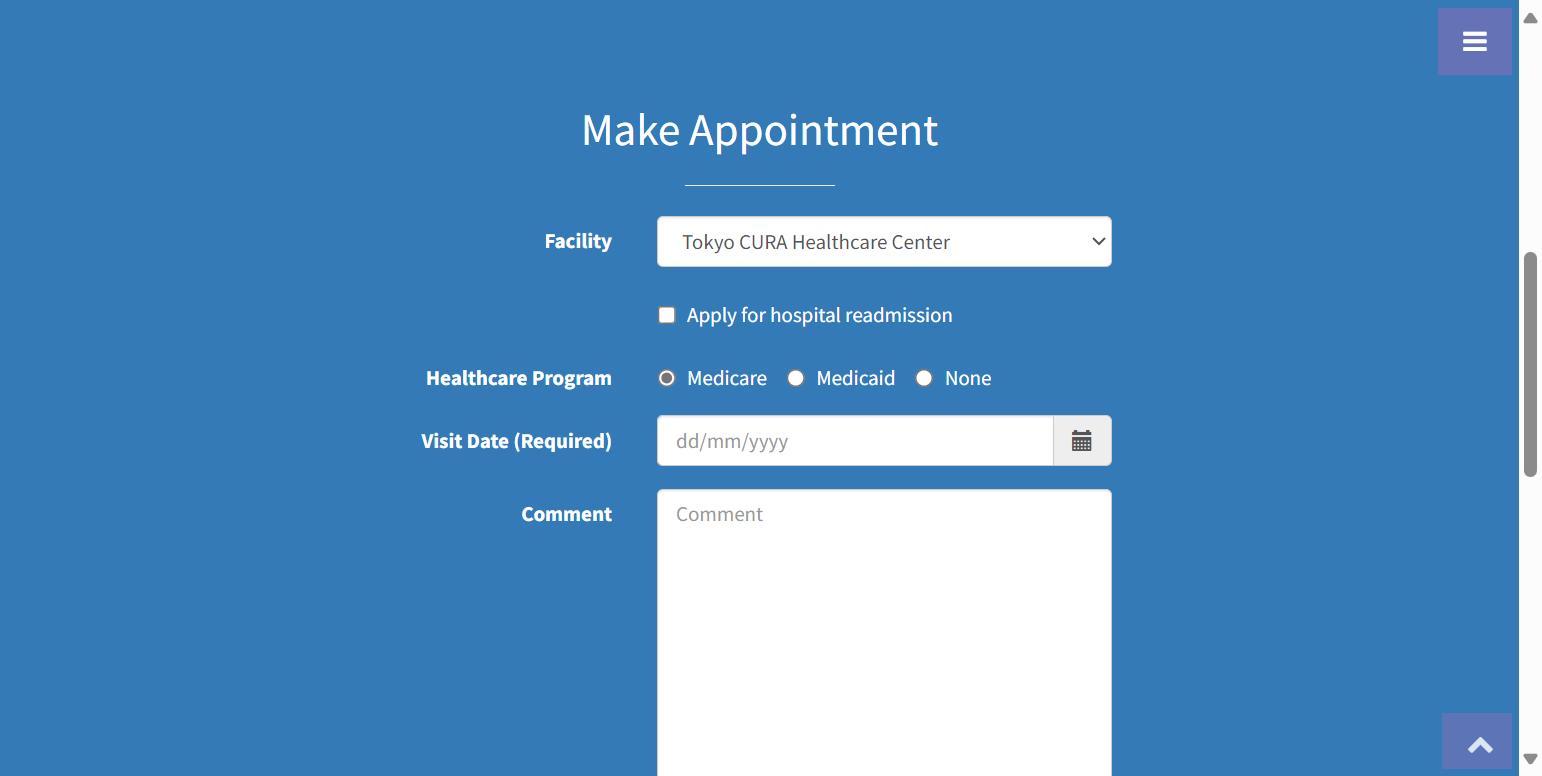 Make Appointment
Facility
Tokyo CURA Healthcare Center
Apply for hospital readmission
Healthcare Program
Medicare
Medicaid
None
Visit Date (Required)
dd/mm/yyyy
Comment
Comment